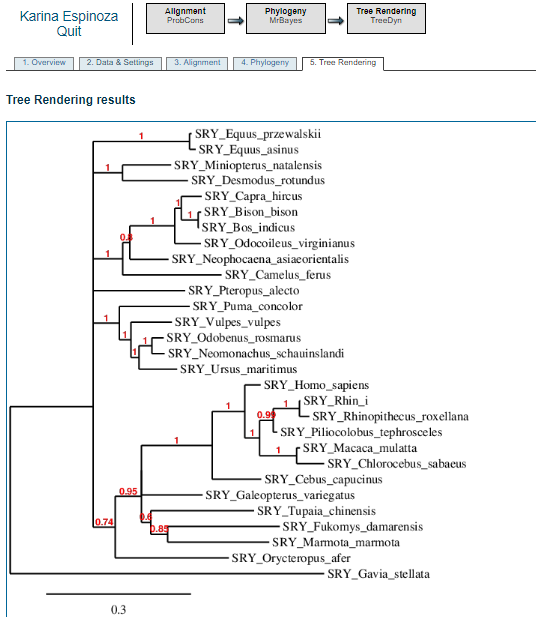 Karina Espinoza
Quit
Alignment
ProbCons
Phylogeny
MrBayes
Tree Rendering
TreeDyn
1. Overview
2. Data & Settings
3. Alignment
4. Phylogeny
5. Tree Rendering
Tree Rendering results
1
SRY_Equus_przewalskii
SRY_Equus_asinus
SRY_Miniopterus_natalensis
1
SRY_Desmodus_rotundus
SRY_Capra_hircus
1
1
SRY_Bison_bison
1
SRY_Bos_indicus
0.8
SRY_Odocoileus_virginianus
1
SRY_Neophocaena_asiaeorientalis
SRY_Camelus_ferus
SRY_Pteropus_alecto
SRY_Puma_concolor
1
SRY_Vulpes_vulpes
1
SRY_Odobenus_rosmarus
1
1
SRY_Neomonachus_schauinslandi
SRY_Ursus_maritimus
SRY_Homo_sapiens
1
SRY_Rhin_i
1
0.99
SRY_Rhinopithecus_roxellana
1
SRY_Piliocolobus_tephrosceles
1
SRY_Macaca_mulatta
1
SRY_Chlorocebus_sabaeus
SRY_Cebus_capucinus
0.95
SRY_Galeopterus_variegatus
SRY_Tupaia_chinensis
0.74
SRY_Fukomys_damarensis
0.85
SRY_Marmota_marmota
SRY_Orycteropus_afer
SRY_Gavia_stellata
0.3